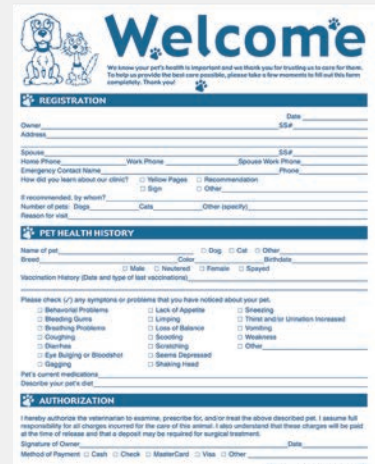 Welcome
We know your pet's health is important and we thank you for trusting us to care for them.
To help us provide the best care possible, please take a few moments to fill out this form
completely. Thank you!
REGISTRATION
Date
Owner SS#
Address
Spouse SS#
Home Phone Work Phone Spouse Work Phone
Emergency Contact Name Phone
How did you learn about our clinic? □ Yellow Pages □ Recommendation
□ Sign □ Other
If recommended, by whom?
Number of pets: Dogs Cats Other (specify)
Reason for visit
PET HEALTH HISTORY
Name of pet □ Dog □ Cat □ Other
Breed Color Birthdate
□ Male □ Neutered □ Female □ Spayed
Vaccination History (Date and type of last vaccinations)
Please check (✓) any symptoms or problems that you have noticed about your pet.
□ Behavioral Problems □ Lack of Appetite □ Sneezing
□ Bleeding Gums □ Limping □ Thirst and/or Urination Increased
□ Breathing Problems □ Loss of Balance □ Vomiting
□ Coughing □ Scooting □ Weakness
□ Diarrhea □ Scratching □ Other
□ Eye Bulging or Bloodshot □ Seems Depressed
□ Gagging □ Shaking Head
Pet's current medications
Describe your pet's diet
AUTHORIZATION
I hereby authorize the veterinarian to examine, prescribe for, and/or treat the above described pet. I assume full
responsibility for all charges incurred for the care of this animal. I also understand that these charges will be paid
at the time of release and that a deposit may be required for surgical treatment.
Signature of Owner Date
Method of Payment □ Cash □ Check □ MasterCard □ Visa □ Other